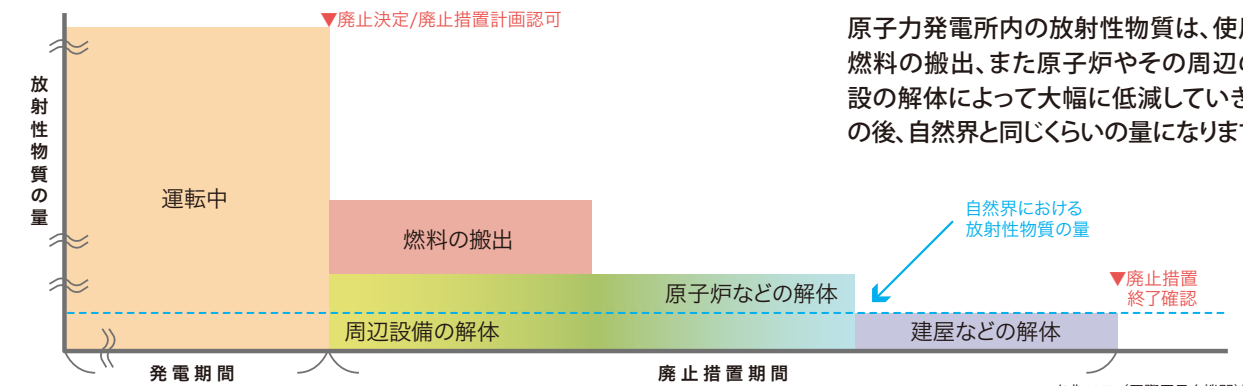 ▼廃止決定/廃止措置計画認可
原子力発電所内の放射性物質は、使
燃料の搬出、また原子炉やその周辺
設の解体によって大幅に低減していき
の後、自然界と同じくらいの量になりま
放射性物質の量
運転中
燃料の搬出
自然界における
放射性物質の量
原子炉などの解体
▼廃止措置
終了確認
周辺設備の解体
建屋などの解体
発電期間
廃止措置期間